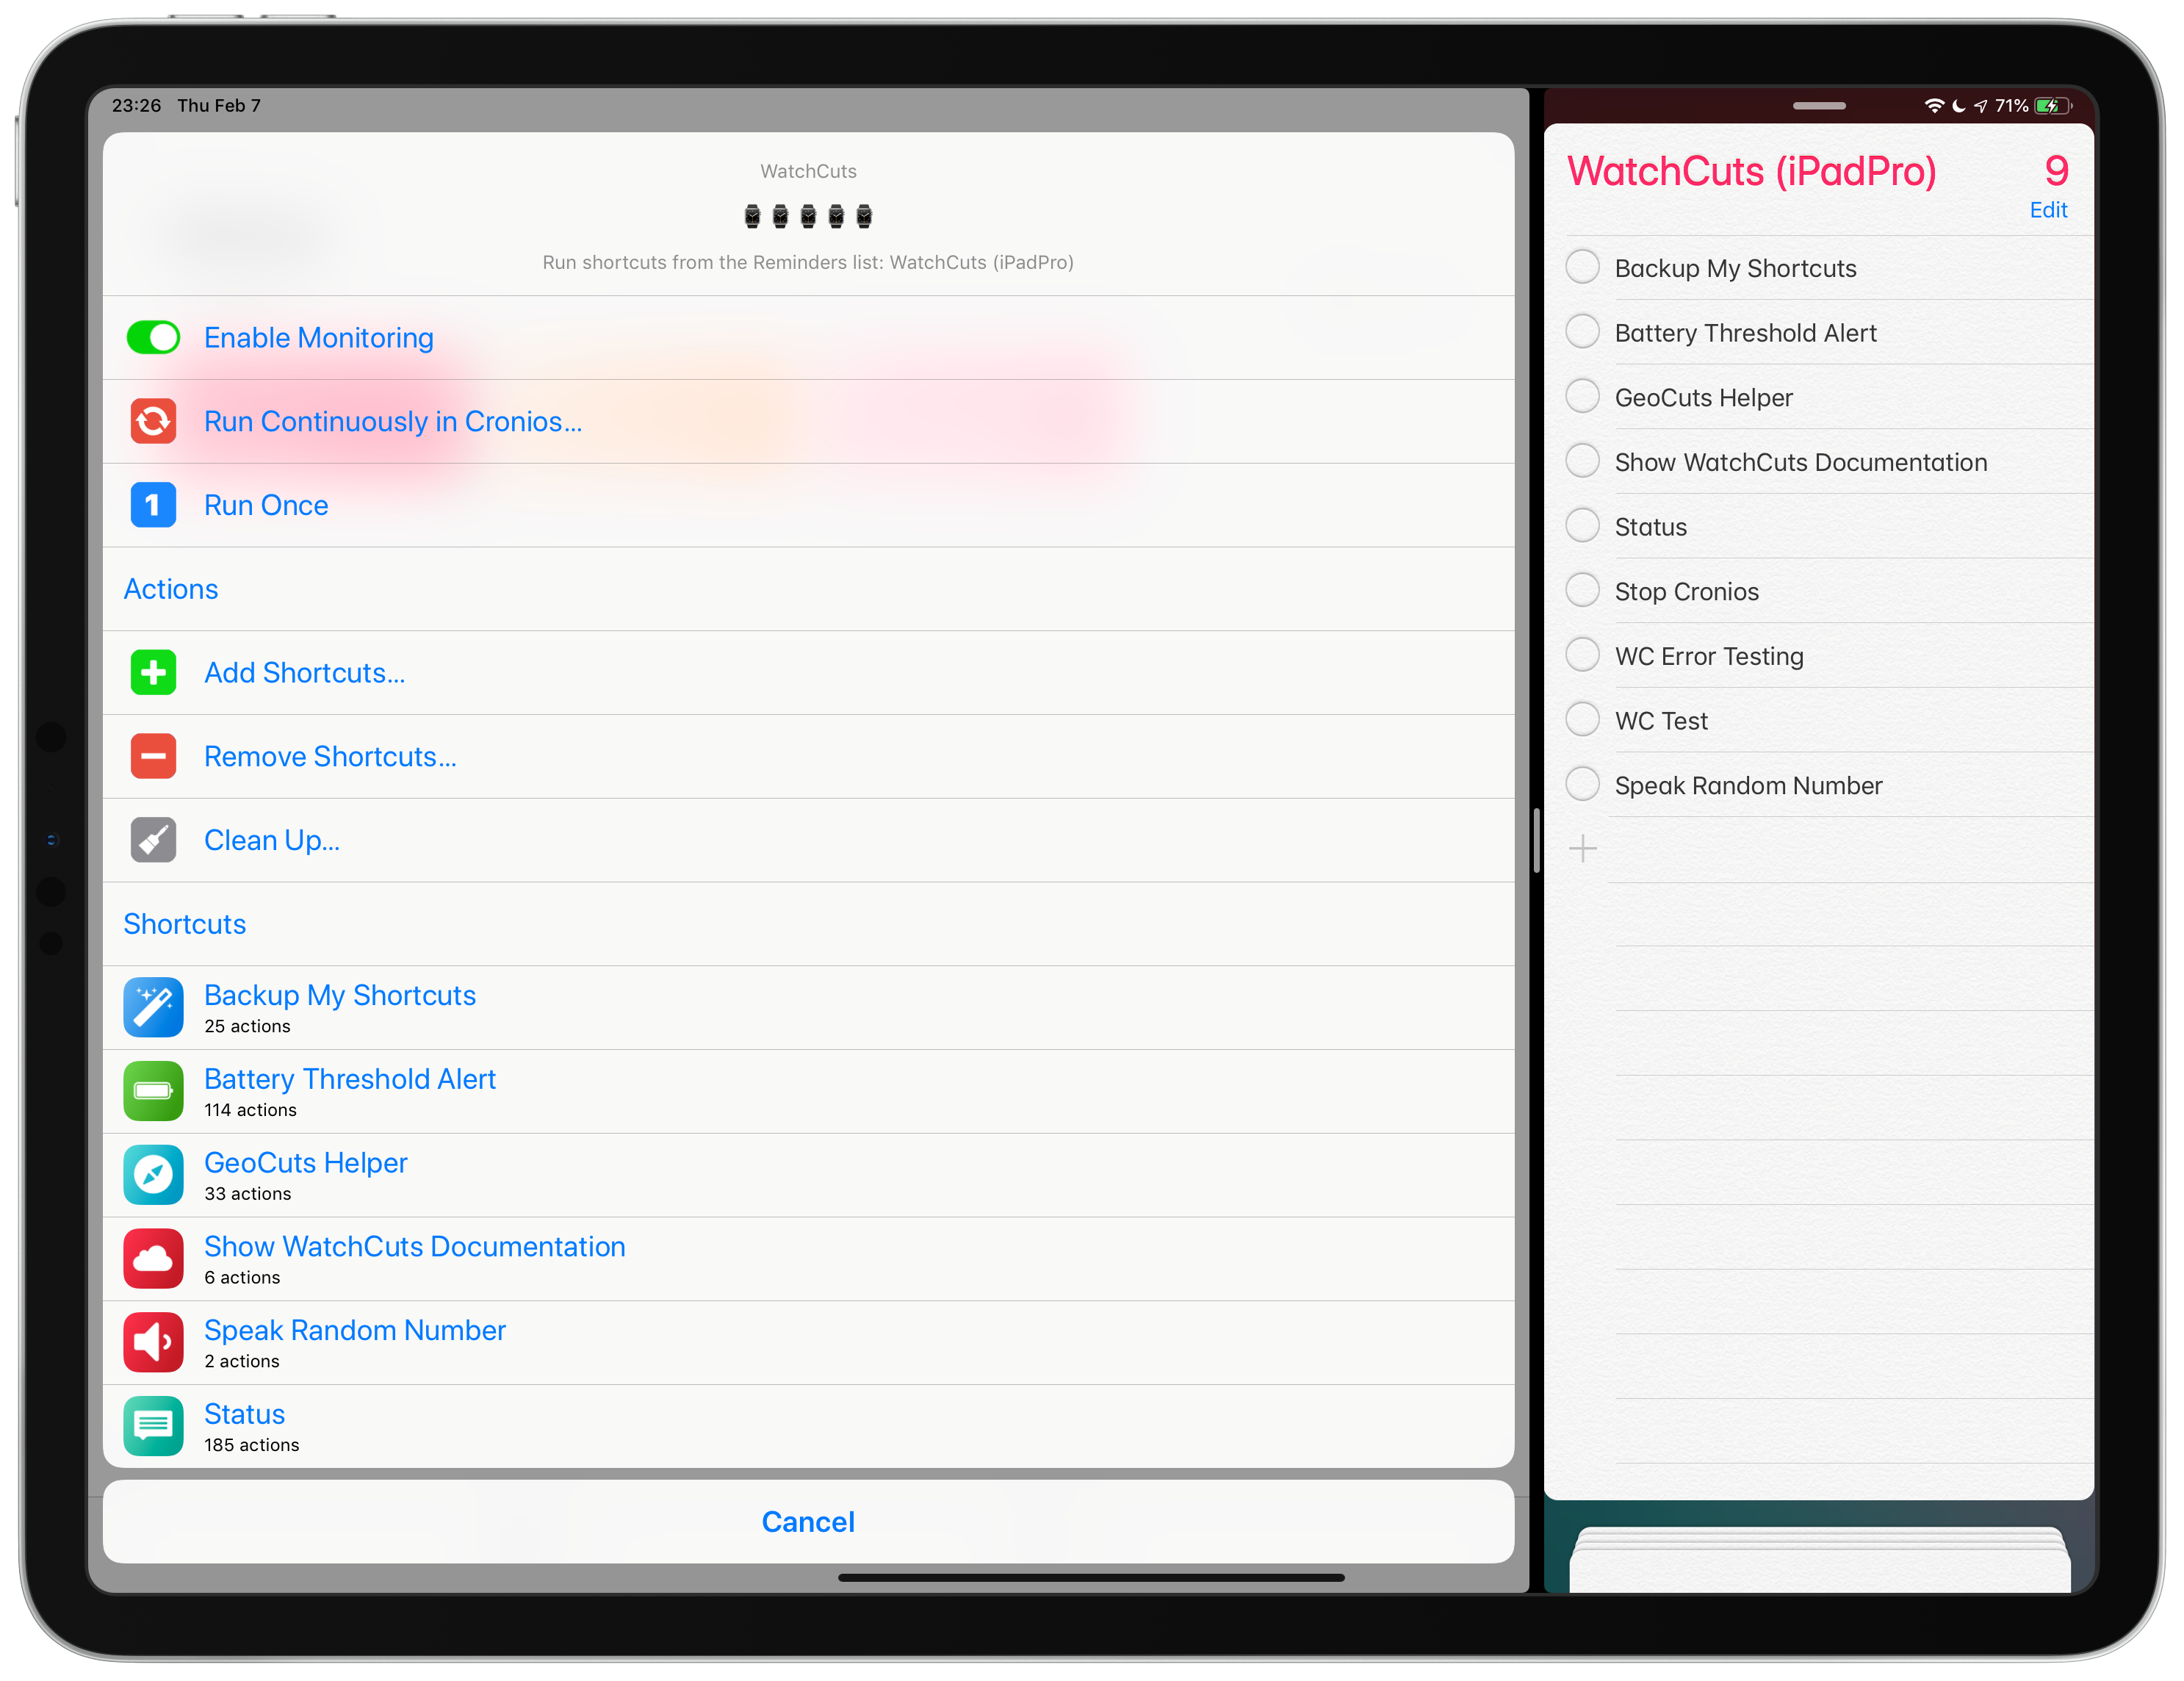 23:26 Thu Feb 7
71%
WatchCuts
Run shortcuts from the Reminders list: WatchCuts (iPadPro)
Enable Monitoring
Run Continuously in Cronios...
1 Run Once
Actions
Add Shortcuts...
Remove Shortcuts...
Clean Up...
Shortcuts
Backup My Shortcuts
25 actions
Battery Threshold Alert
114 actions
GeoCuts Helper
33 actions
Show WatchCuts Documentation
6 actions
Speak Random Number
2 actions
Status
185 actions
Cancel
WatchCuts (iPadPro) 9
Edit
Backup My Shortcuts
Battery Threshold Alert
GeoCuts Helper
Show WatchCuts Documentation
Status
Stop Cronios
WC Error Testing
WC Test
Speak Random Number